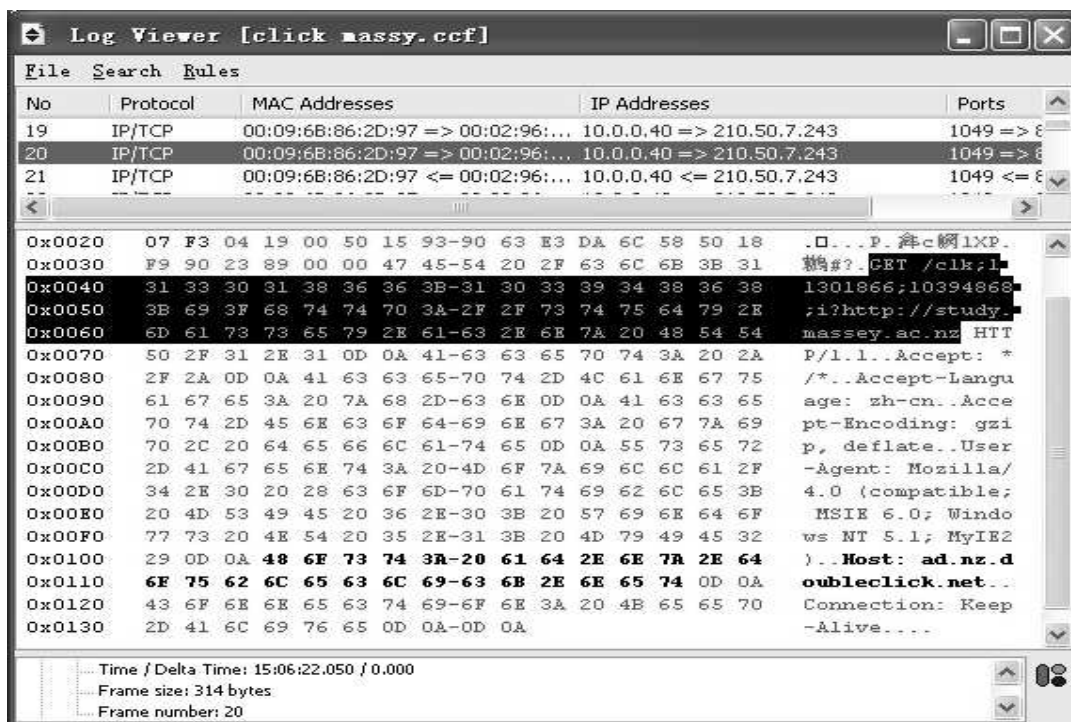 Log Viewer [click massy.ccf]
File Search Rules
No Protocol MAC Addresses IP Addresses Ports
19 IP/TCP 00:09:6B:86:2D:97 => 00:02:96:... 10.0.0.40 => 210.50.7.243 1049 =>
20 IP/TCP 00:09:6B:86:2D:97 => 00:02:96:... 10.0.0.40 => 210.50.7.243 1049 =>
21 IP/TCP 00:09:6B:86:2D:97 <= 00:02:96:... 10.0.0.40 <= 210.50.7.243 1049 <=
0x0020 07 F3 04 19 00 50 15 93-90 63 E3 DA 6C 58 50 18 ...P. c lXP.
0x0030 F9 90 23 89 00 00 47 45-54 20 2F 63 6C 6B 3B 31 #?.GET /clk;1
0x0040 31 33 30 31 38 36 36 3B-31 30 33 39 34 38 36 38 1301866;10394868
0x0050 3B 69 3F 68 74 74 70 3A-2F 2F 73 74 75 64 79 2E ;i?http://study.
0x0060 6D 61 73 73 65 79 2E 61-63 2E 6E 7A 20 48 54 54 massey.ac.nz HTT
0x0070 50 2F 31 2E 31 0D 0A 41-63 63 65 70 74 3A 20 2A P/1.1..Accept: *
0x0080 2F 2A 0D 0A 41 63 63 65-70 74 2D 4C 61 6E 67 75 /*..Accept-Langu
0x0090 61 67 65 3A 20 7A 68 2D-63 6E 0D 0A 41 63 63 65 age: zh-cn..Acce
0x00A0 70 74 2D 45 6E 63 6F 64-69 6E 67 3A 20 67 7A 69 pt-Encoding: gzi
0x00B0 70 2C 20 64 65 66 6C 61-74 65 0D 0A 55 73 65 72 p, deflate..User
0x00C0 2D 41 67 65 6E 74 3A 20-4D 6F 7A 69 6C 6C 61 2F -Agent: Mozilla/
0x00D0 34 2E 30 20 28 63 6F 6D-70 61 74 69 62 6C 65 3B 4.0 (compatible;
0x00E0 20 4D 53 49 45 20 36 2E-30 3B 20 57 69 6E 64 6F MSIE 6.0; Windo
0x00F0 77 73 20 4E 54 20 35 2E-31 3B 20 4D 79 49 45 32 ws NT 5.1; MyIE2
0x0100 29 0D 0A 48 6F 73 74 3A-20 61 64 2E 6E 7A 2E 64 )..Host: ad.nz.d
0x0110 6F 75 62 6C 65 63 6C 69-63 6B 2E 6E 65 74 0D 0A oubleclick.net..
0x0120 43 6F 6E 6E 65 63 74 69-6F 6E 3A 20 4B 65 65 70 Connection: Keep
0x0130 2D 41 6C 69 76 65 0D 0A-0D 0A -Alive....
Time / Delta Time: 15:06:22.050 / 0.000
Frame size: 314 bytes
Frame number: 20